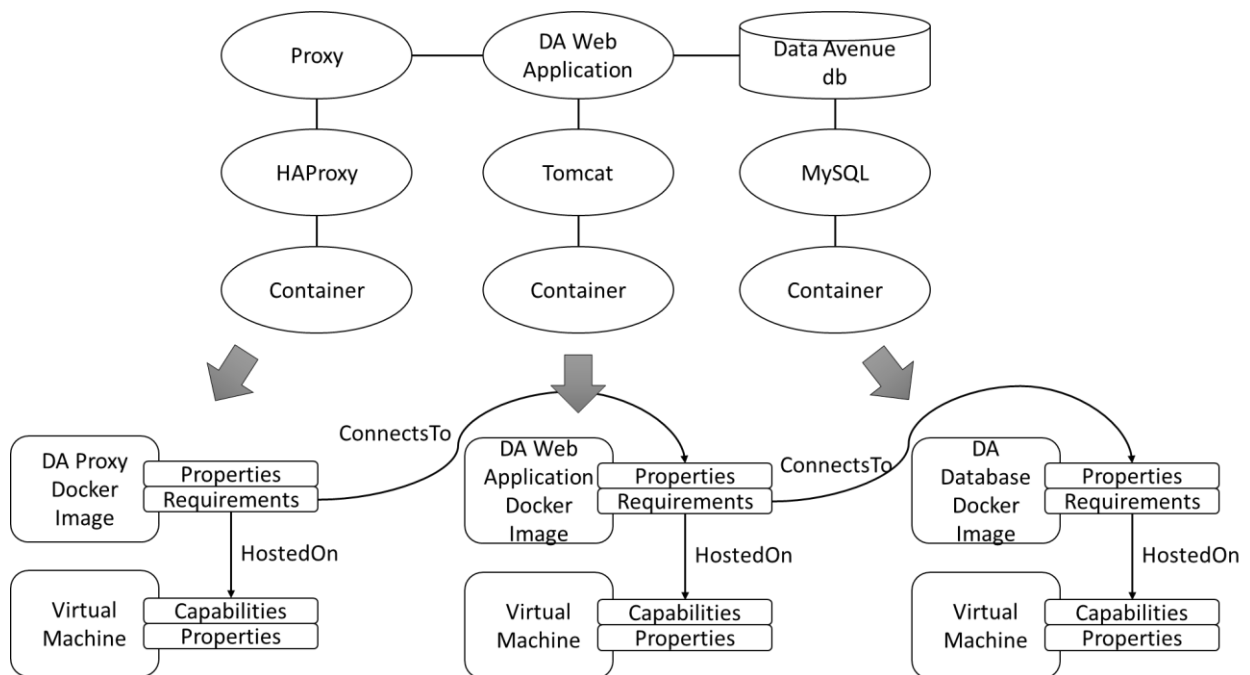 Proxy
DA Web
Application
Data Avenue
db
HAProxy
Tomcat
MySQL
Container
Container
Container
ConnectsTo
ConnectsTo
DA Proxy
Docker
Image
Properties
Requirements
DA Web
Application
Docker
Image
Properties
Requirements
DA
Database
Docker
Image
Properties
Requirements
HostedOn
HostedOn
HostedOn
Virtual
Machine
Capabilities
Properties
Virtual
Machine
Capabilities
Properties
Virtual
Machine
Capabilities
Properties